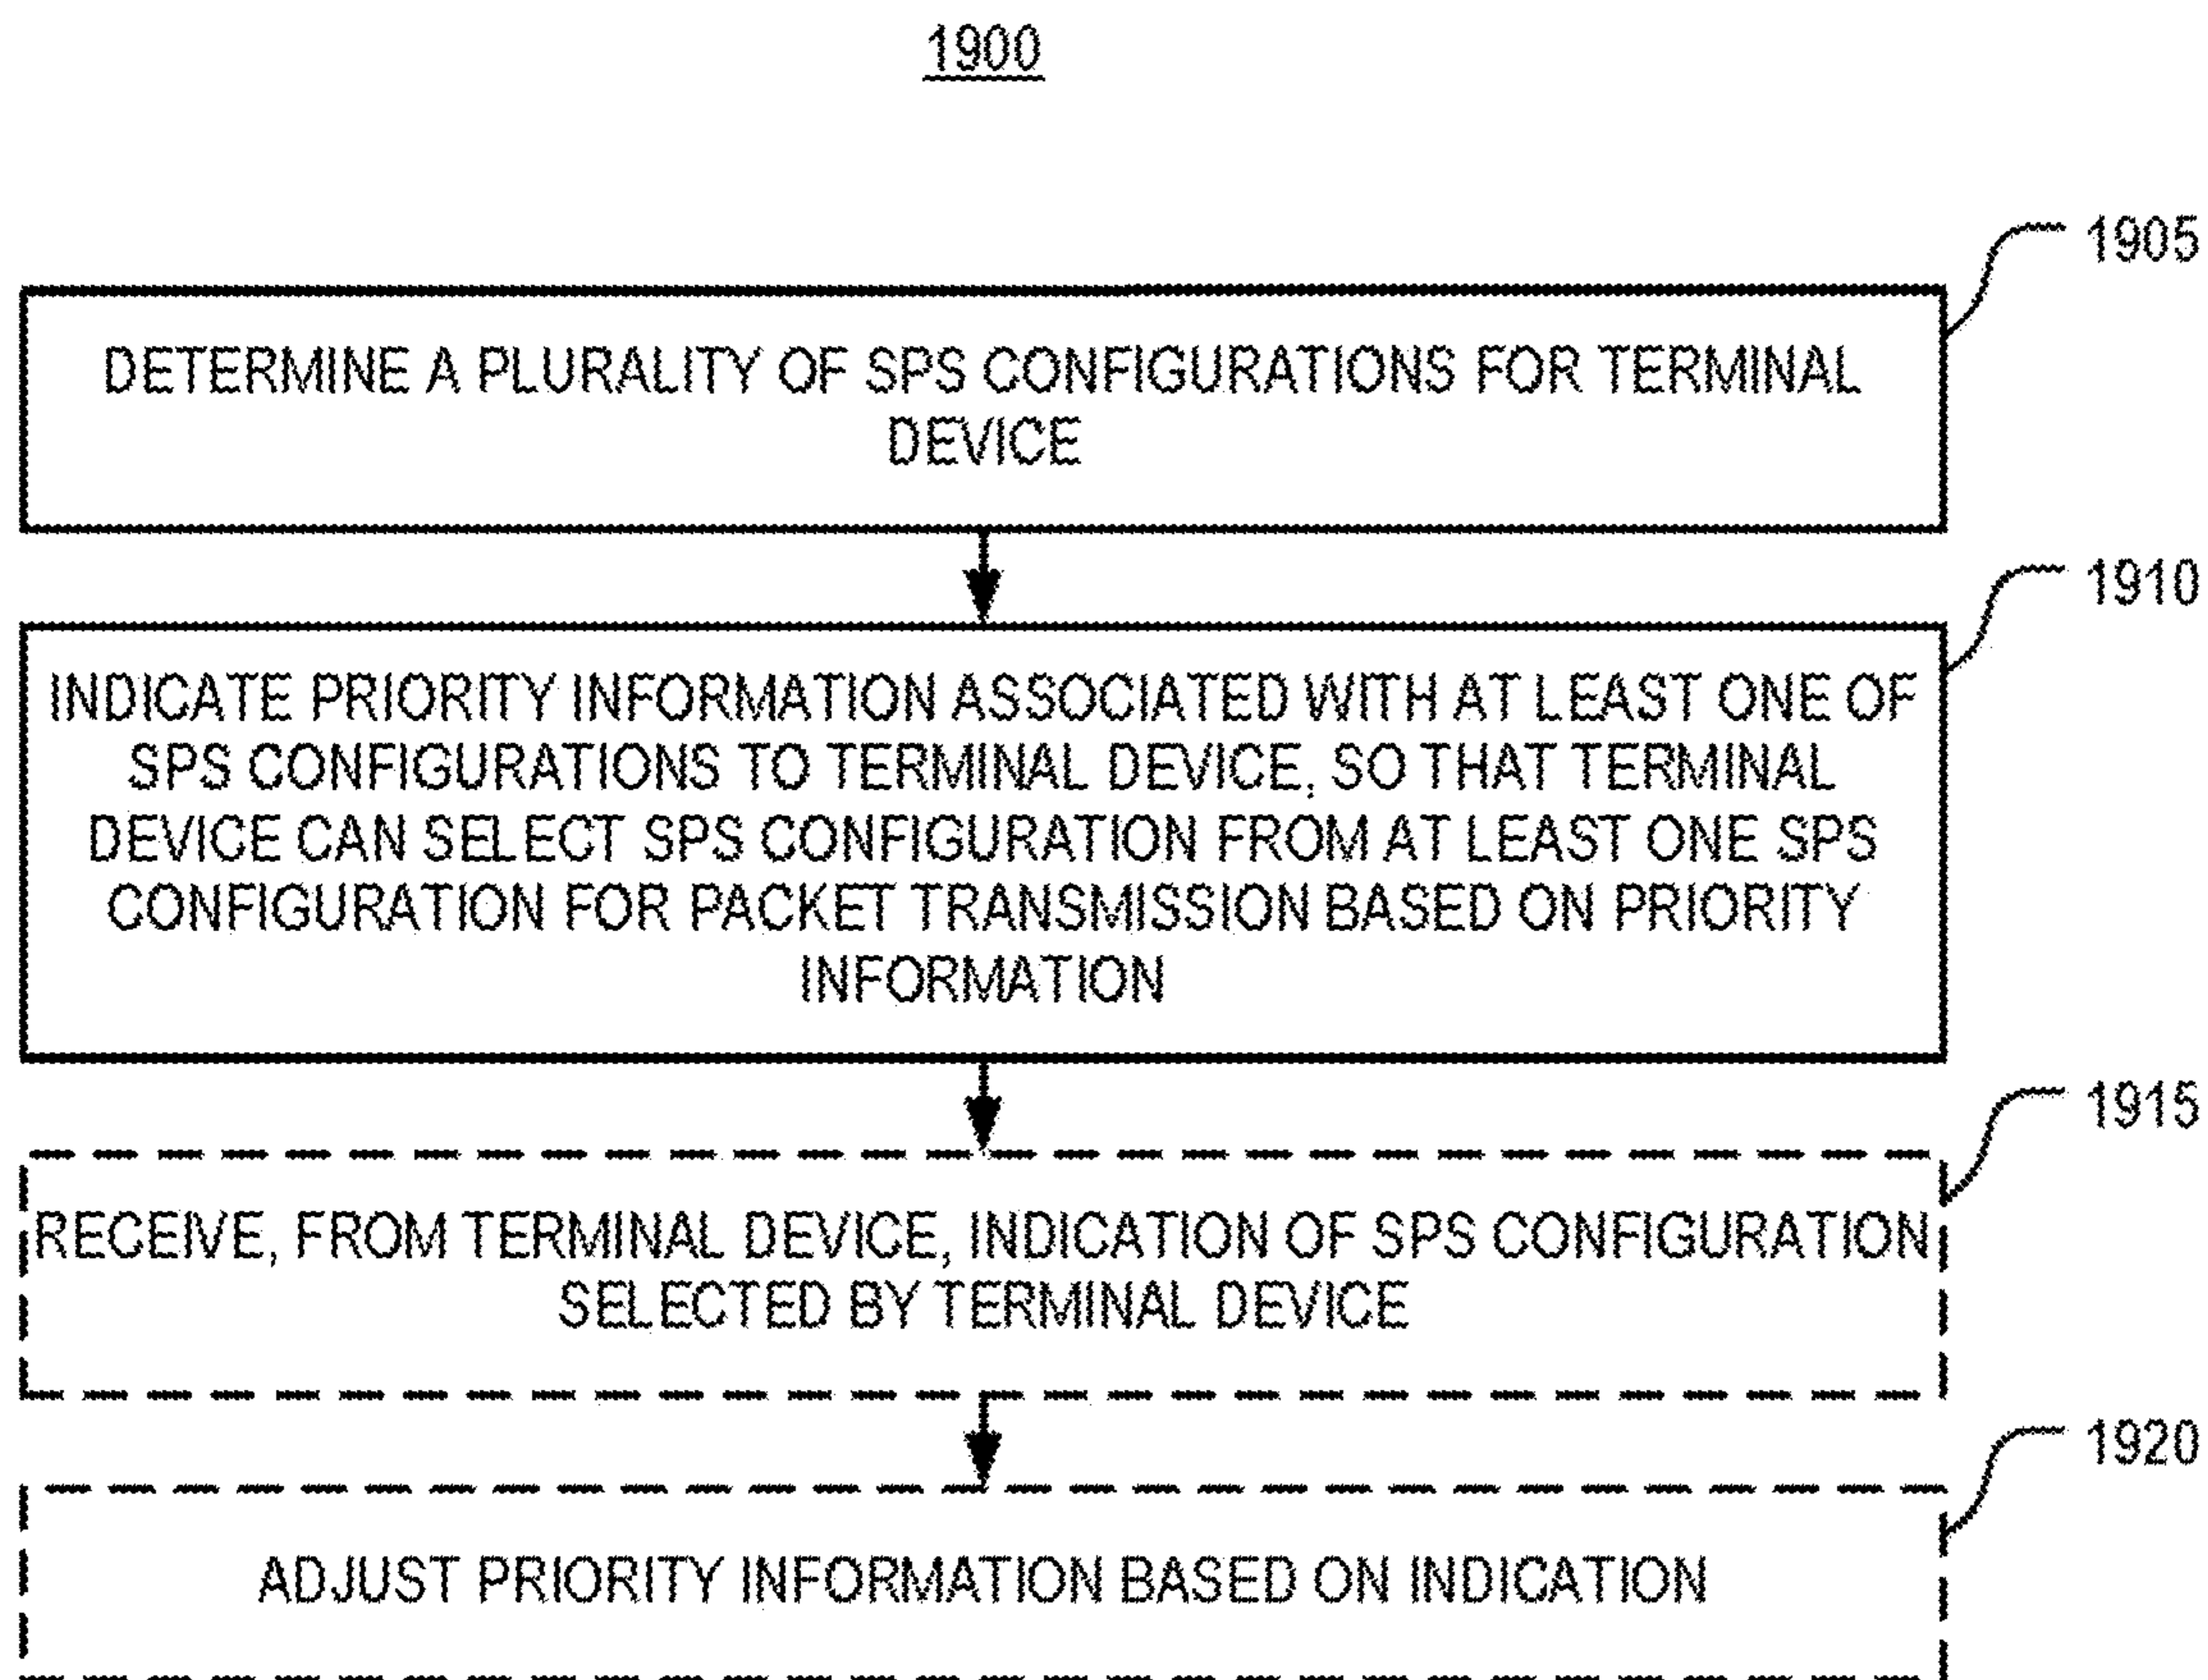 1900
1905
DETERMINE A PLURALITY OF SPS CONFIGURATIONS FOR TERMINAL
DEVICE
1910
INDICATE PRIORITY INFORMATION ASSOCIATED WITH AT LEAST ONE OF
SPS CONFIGURATIONS TO TERMINAL DEVICE, SO THAT TERMINAL
DEVICE CAN SELECT SPS CONFIGURATION FROM AT LEAST ONE SPS
CONFIGURATION FOR PACKET TRANSMISSION BASED ON PRIORITY
INFORMATION
1915
RECEIVE, FROM TERMINAL DEVICE, INDICATION OF SPS CONFIGURATION
SELECTED BY TERMINAL DEVICE
1920
ADJUST PRIORITY INFORMATION BASED ON INDICATION